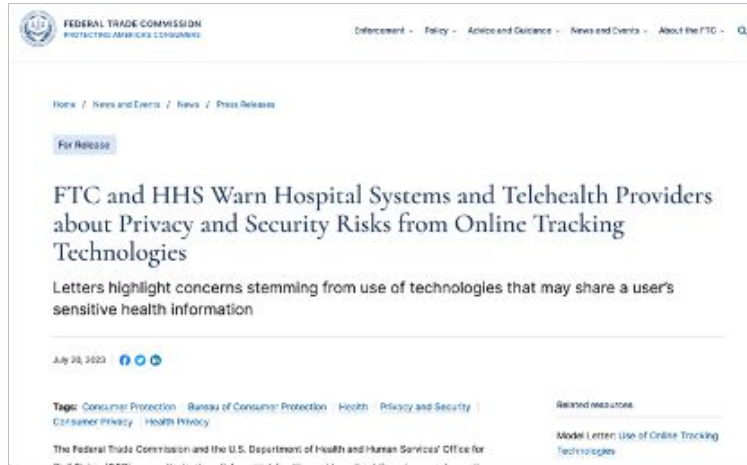 FEDERAL TRADE COMMISSION
PROTECTING AMERICA'S CONSUMERS
Enforcement Policy Advice and Guidance News and Events About the FTC
Home / News and Events / News / Press Releases
For Release
FTC and HHS Warn Hospital Systems and Telehealth Providers
about Privacy and Security Risks from Online Tracking
Technologies
Letters highlight concerns stemming from use of technologies that may share a user's
sensitive health information
July 20, 2023
Tags: Consumer Protection | Bureau of Consumer Protection | Health | Privacy and Security |
Consumer Privacy | Health Privacy
Related resources
Model Letter: Use of Online Tracking
Technologies
The Federal Trade Commission and the U.S. Department of Health and Human Services' Office for